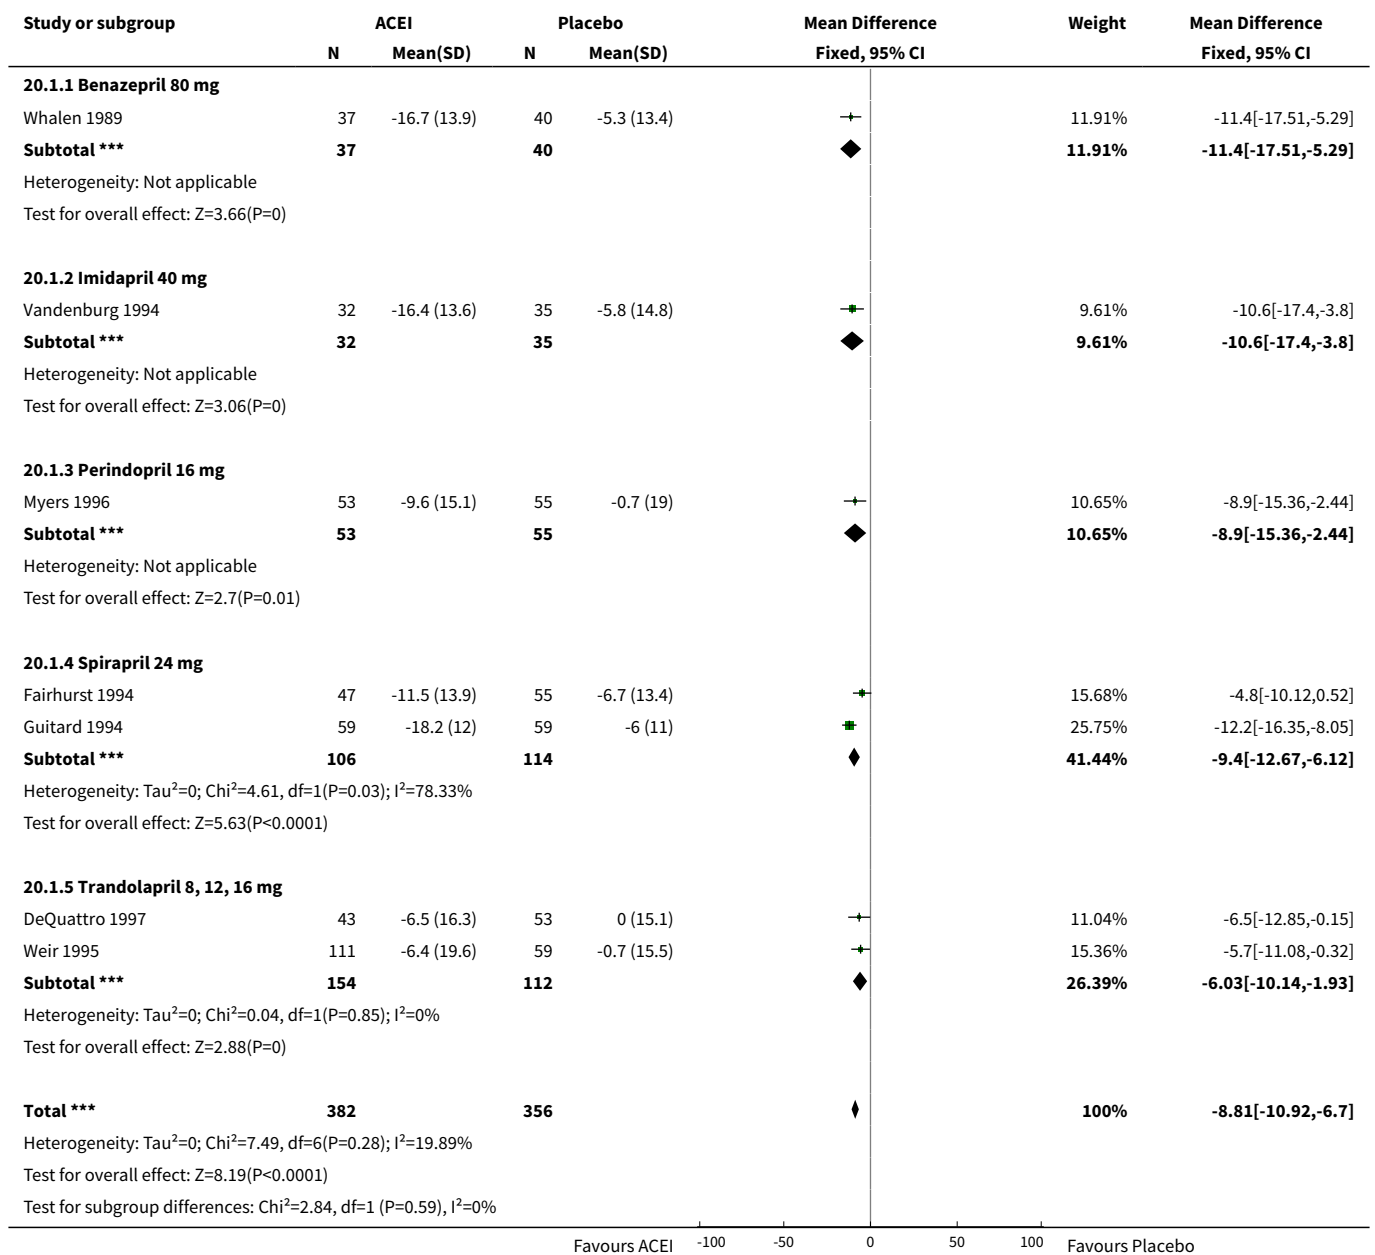 Study or subgroup ACEI Placebo Mean Difference Weight Mean Difference
N Mean(SD) N Mean(SD) Fixed, 95% CI Fixed, 95% CI
20.1.1 Benazepril 80 mg
Whalen 1989 37 -16.7 (13.9) 40 -5.3 (13.4) 11.91% -11.4[-17.51,-5.29]
Subtotal *** 37 40 11.91% -11.4[-17.51,-5.29]
Heterogeneity: Not applicable
Test for overall effect: Z=3.66(P=0)
20.1.2 Imidapril 40 mg
Vandenburg 1994 32 -16.4 (13.6) 35 -5.8 (14.8) 9.61% -10.6[-17.4,-3.8]
Subtotal *** 32 35 9.61% -10.6[-17.4,-3.8]
Heterogeneity: Not applicable
Test for overall effect: Z=3.06(P=0)
20.1.3 Perindopril 16 mg
Myers 1996 53 -9.6 (15.1) 55 -0.7 (19) 10.65% -8.9[-15.36,-2.44]
Subtotal *** 53 55 10.65% -8.9[-15.36,-2.44]
Heterogeneity: Not applicable
Test for overall effect: Z=2.7(P=0.01)
20.1.4 Spirapril 24 mg
Fairhurst 1994 47 -11.5 (13.9) 55 -6.7 (13.4) 15.68% -4.8[-10.12,0.52]
Guitard 1994 59 -18.2 (12) 59 -6 (11) 25.75% -12.2[-16.35,-8.05]
Subtotal *** 106 114 41.44% -9.4[-12.67,-6.12]
Heterogeneity: Tau²=0; Chi²=4.61, df=1(P=0.03); I²=78.33%
Test for overall effect: Z=5.63(P<0.0001)
20.1.5 Trandolapril 8, 12, 16 mg
DeQuattro 1997 43 -6.5 (16.3) 53 0 (15.1) 11.04% -6.5[-12.85,-0.15]
Weir 1995 111 -6.4 (19.6) 59 -0.7 (15.5) 15.36% -5.7[-11.08,-0.32]
Subtotal *** 154 112 26.39% -6.03[-10.14,-1.93]
Heterogeneity: Tau²=0; Chi²=0.04, df=1(P=0.85); I²=0%
Test for overall effect: Z=2.88(P=0)
Total *** 382 356 100% -8.81[-10.92,-6.7]
Heterogeneity: Tau²=0; Chi²=7.49, df=6(P=0.28); I²=19.89%
Test for overall effect: Z=8.19(P<0.0001)
Test for subgroup differences: Chi²=2.84, df=1 (P=0.59), I²=0%
Favours ACEI -100 -50 0 50 100 Favours Placebo